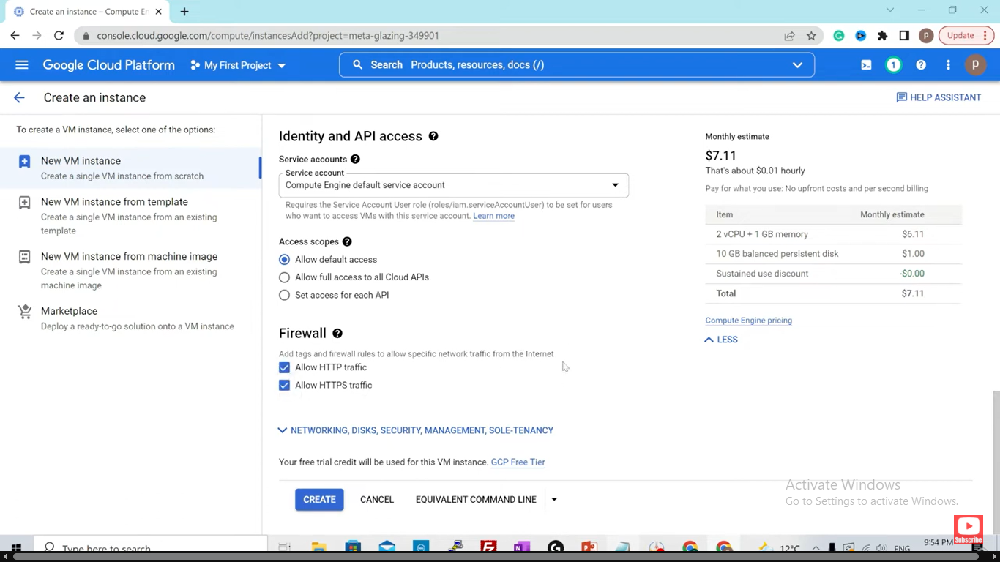 Create an instance – Compute En
console.cloud.google.com/compute/instancesAdd?project=meta-glazing-349901
P
Update
Google Cloud Platform
My First Project
Search Products, resources, docs (/)
1
P
Create an instance
HELP ASSISTANT
To create a VM instance, select one of the options:
New VM instance
Create a single VM instance from scratch
New VM instance from template
Create a single VM instance from an existing
template
New VM instance from machine image
Create a single VM instance from an existing
machine image
Marketplace
Deploy a ready-to-go solution onto a VM instance
Identity and API access
Service accounts
Service account
Compute Engine default service account
Requires the Service Account User role (roles/iam.serviceAccountUser) to be set for users
who want to access VMs with this service account. Learn more
Access scopes
Allow default access
Allow full access to all Cloud APIs
Set access for each API
Firewall
Add tags and firewall rules to allow specific network traffic from the Internet
Allow HTTP traffic
Allow HTTPS traffic
NETWORKING, DISKS, SECURITY, MANAGEMENT, SOLE-TENANCY
Your free trial credit will be used for this VM instance. GCP Free Tier
CREATE CANCEL EQUIVALENT COMMAND LINE
Monthly estimate
$7.11
That's about $0.01 hourly
Pay for what you use: No upfront costs and per second billing
Item Monthly estimate
2 vCPU + 1 GB memory $6.11
10 GB balanced persistent disk $1.00
Sustained use discount -$0.00
Total $7.11
Compute Engine pricing
LESS
Activate Windows
Go to Settings to activate Windows.
Subscribe
Type here to search
12°C
ENG
9:54 PM